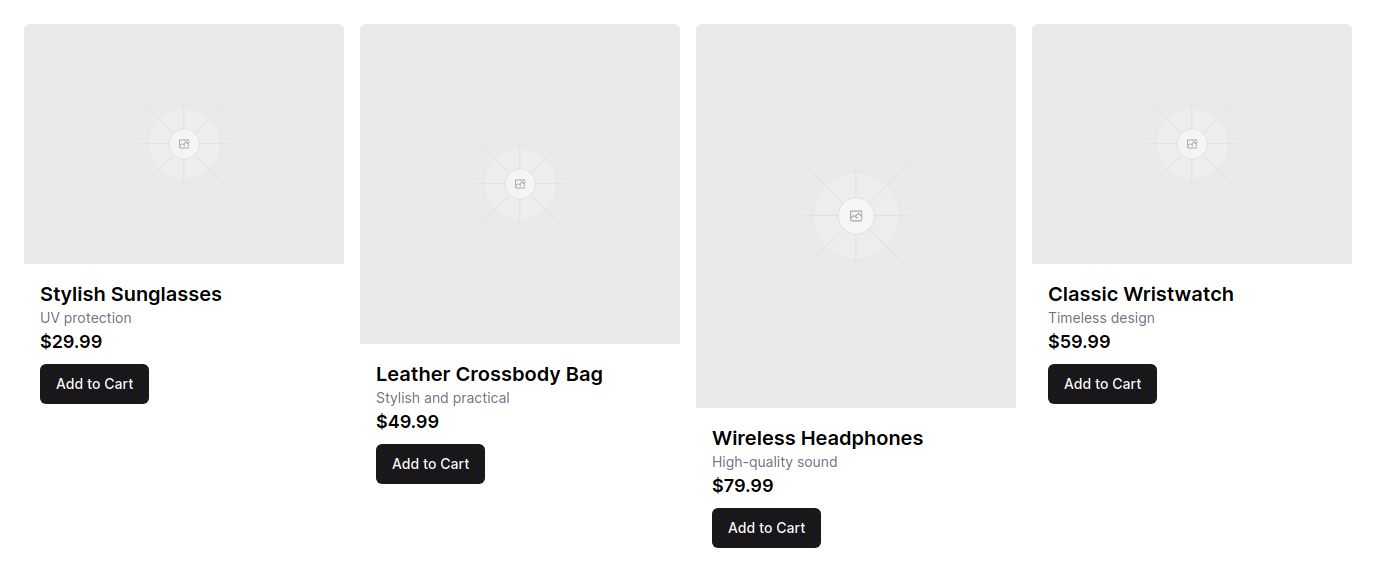 Stylish Sunglasses
UV protection
$29.99
Add to Cart
Leather Crossbody Bag
Stylish and practical
$49.99
Add to Cart
Wireless Headphones
High-quality sound
$79.99
Add to Cart
Classic Wristwatch
Timeless design
$59.99
Add to Cart